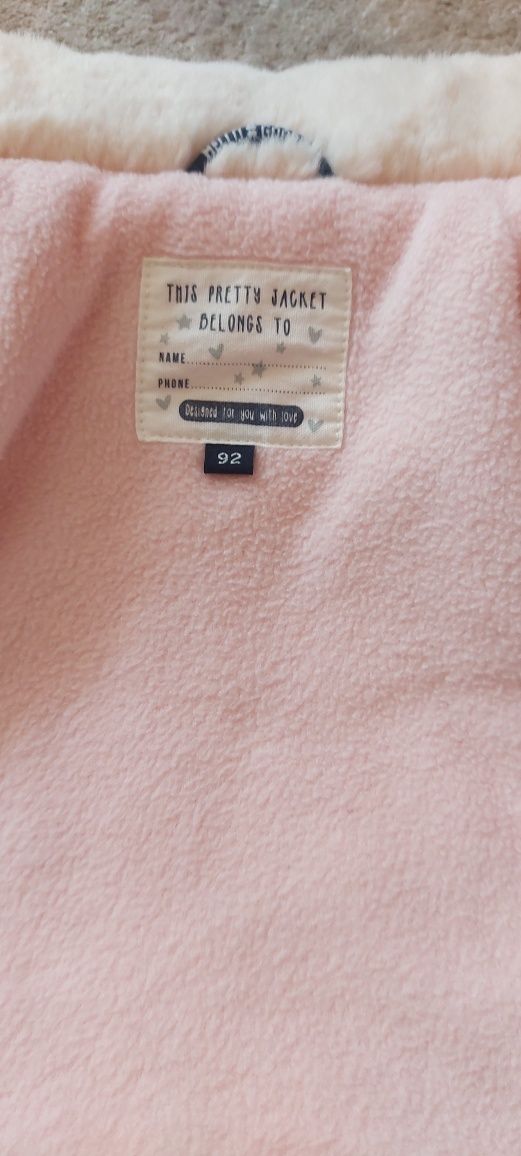 THIS PRETTY JACKET
BELONGS TO
NAME
PHONE
Designed for you with love
92